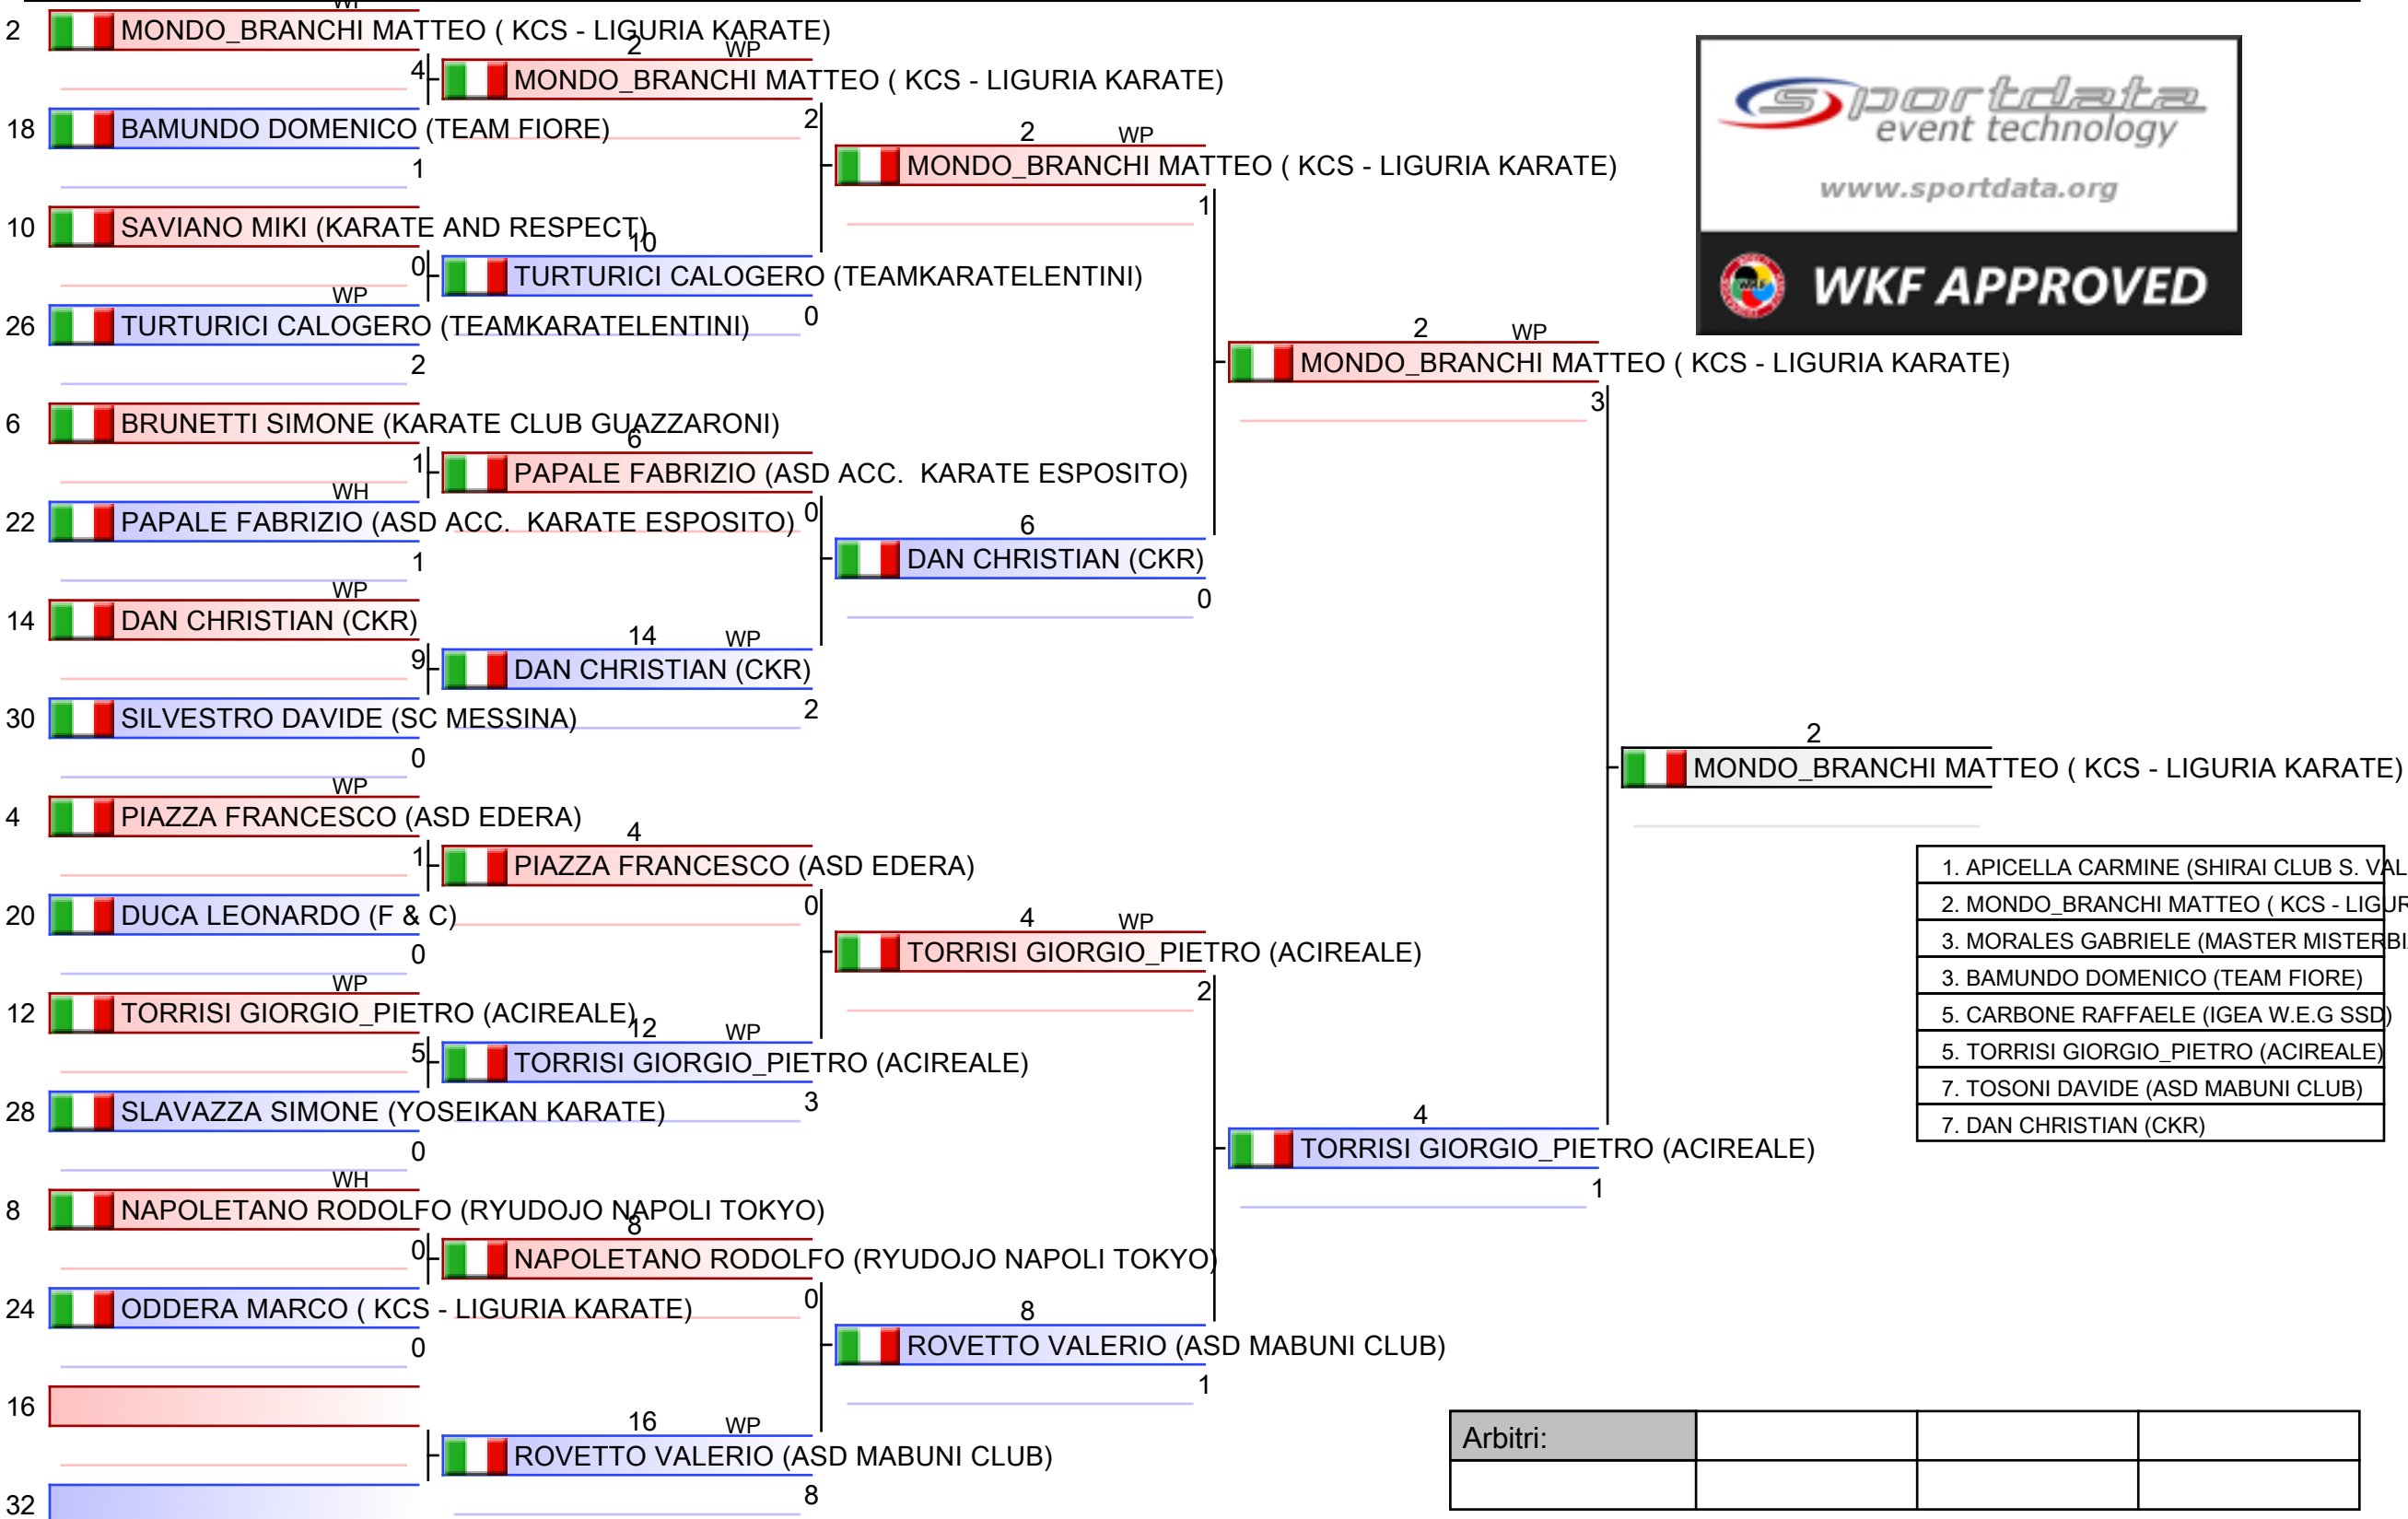 WP
2 MONDO_BRANCHI MATTEO ( KCS - LIGURIA KARATE)
2 WP
4 MONDO_BRANCHI MATTEO ( KCS - LIGURIA KARATE)
18 BAMUNDO DOMENICO (TEAM FIORE) 2
1
2 WP
MONDO_BRANCHI MATTEO ( KCS - LIGURIA KARATE)
1
10 SAVIANO MIKI (KARATE AND RESPECT)
10
0 TURTURICI CALOGERO (TEAMKARATELENTINI)
WP
26 TURTURICI CALOGERO (TEAMKARATELENTINI) 0
2
2 WP
MONDO_BRANCHI MATTEO ( KCS - LIGURIA KARATE)
3
6 BRUNETTI SIMONE (KARATE CLUB GUAZZARONI)
6
1 PAPALE FABRIZIO (ASD ACC. KARATE ESPOSITO)
WH
22 PAPALE FABRIZIO (ASD ACC. KARATE ESPOSITO) 0
1
6
DAN CHRISTIAN (CKR)
0
WP
14 DAN CHRISTIAN (CKR)
14 WP
9 DAN CHRISTIAN (CKR)
30 SILVESTRO DAVIDE (SC MESSINA) 2
0
2
MONDO_BRANCHI MATTEO ( KCS - LIGURIA KARATE)
WP
4 PIAZZA FRANCESCO (ASD EDERA)
4
1 PIAZZA FRANCESCO (ASD EDERA)
20 DUCA LEONARDO (F & C) 0
0
4 WP
TORRISI GIORGIO_PIETRO (ACIREALE)
2
WP
12 TORRISI GIORGIO_PIETRO (ACIREALE)
12 WP
5 TORRISI GIORGIO_PIETRO (ACIREALE)
28 SLAVAZZA SIMONE (YOSEIKAN KARATE) 3
0
4
TORRISI GIORGIO_PIETRO (ACIREALE)
1
WH
8 NAPOLETANO RODOLFO (RYUDOJO NAPOLI TOKYO)
8
0 NAPOLETANO RODOLFO (RYUDOJO NAPOLI TOKYO)
24 ODDERA MARCO ( KCS - LIGURIA KARATE) 0
0
8
ROVETTO VALERIO (ASD MABUNI CLUB)
1
16
16 WP
ROVETTO VALERIO (ASD MABUNI CLUB)
32 8
sportdata
event technology
www.sportdata.org
WKF APPROVED
1. APICELLA CARMINE (SHIRAI CLUB S. VAL
2. MONDO_BRANCHI MATTEO ( KCS - LIGUR
3. MORALES GABRIELE (MASTER MISTERBI
3. BAMUNDO DOMENICO (TEAM FIORE)
5. CARBONE RAFFAELE (IGEA W.E.G SSD)
5. TORRISI GIORGIO_PIETRO (ACIREALE)
7. TOSONI DAVIDE (ASD MABUNI CLUB)
7. DAN CHRISTIAN (CKR)
Arbitri: